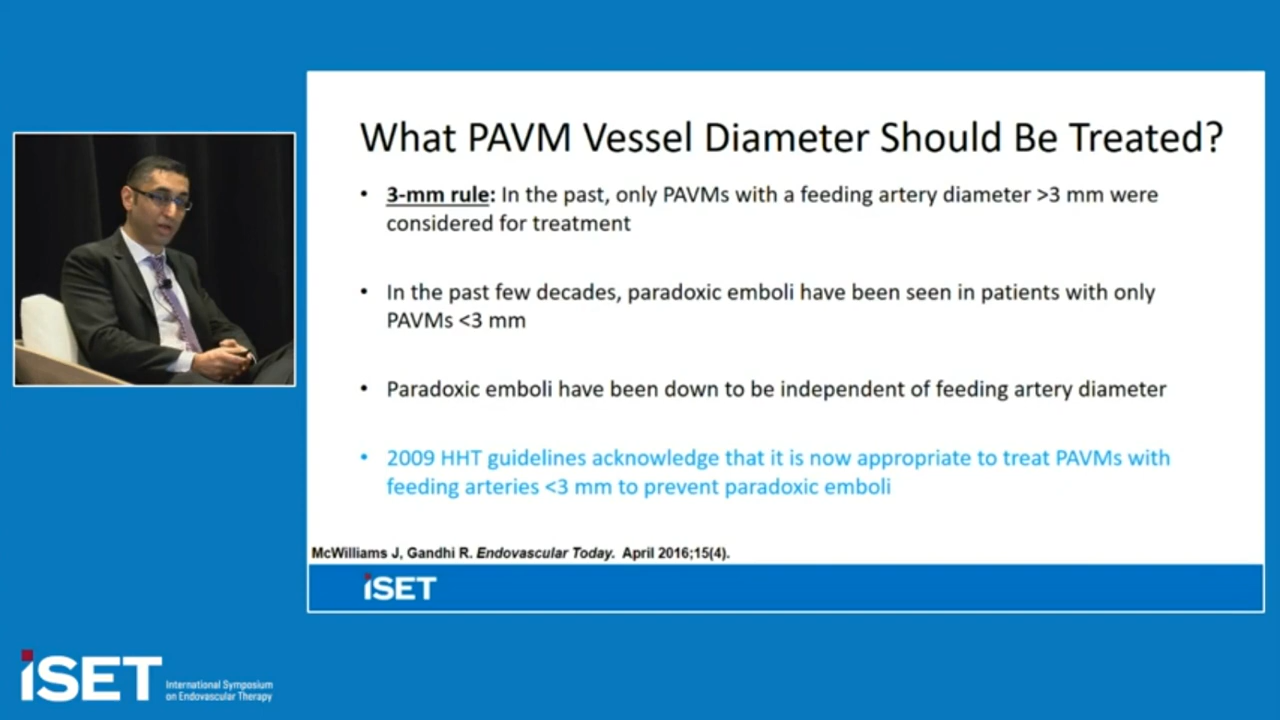 What PAVM Vessel Diameter Should Be Treated?
• 3-mm rule: In the past, only PAVMs with a feeding artery diameter >3 mm were
considered for treatment
• In the past few decades, paradoxic emboli have been seen in patients with only
PAVMs <3 mm
• Paradoxic emboli have been down to be independent of feeding artery diameter
• 2009 HHT guidelines acknowledge that it is now appropriate to treat PAVMs with
feeding arteries <3 mm to prevent paradoxic emboli
McWilliams J, Gandhi R. Endovascular Today. April 2016;15(4).
iSET
iSET
International Symposium
on Endovascular Therapy